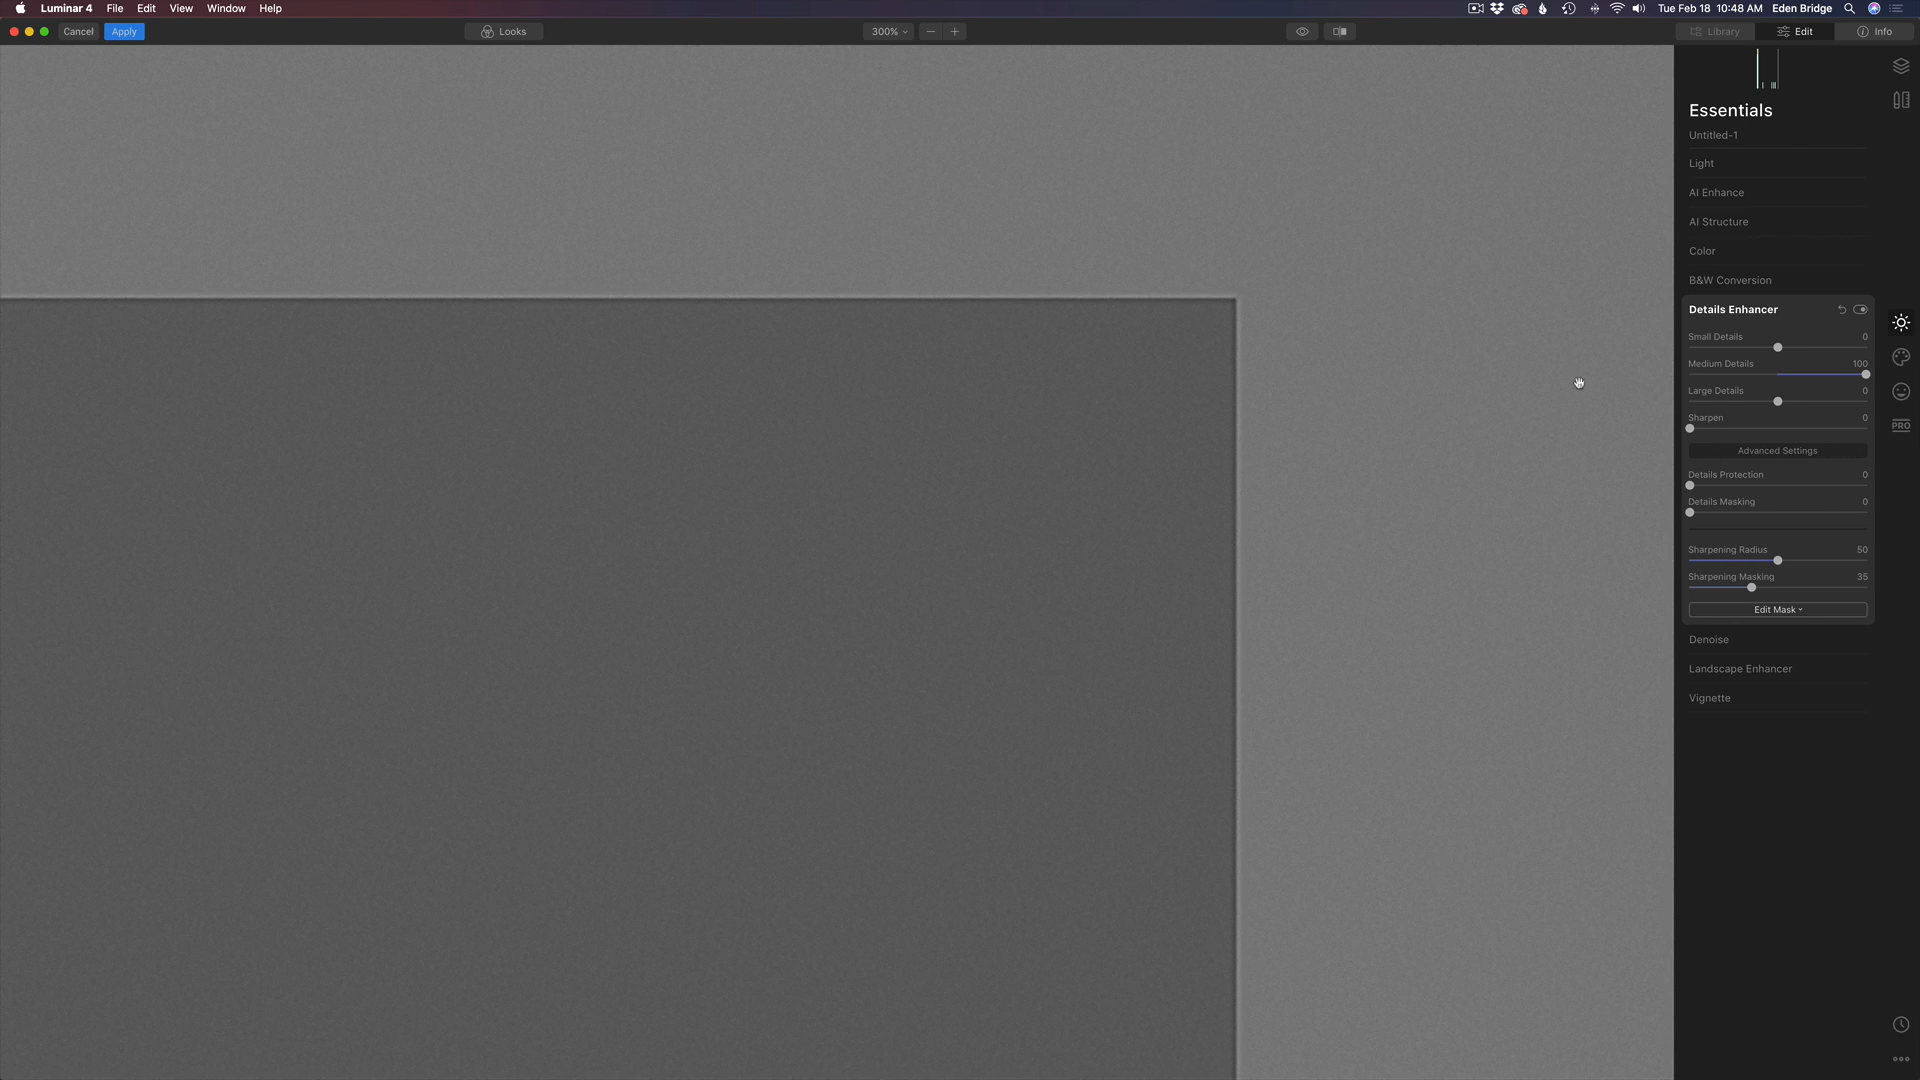 Luminar 4 File Edit View Window Help Tue Feb 18 10:48 AM Eden Bridge
Cancel Apply Looks 300% Library Edit Info
Essentials
Untitled-1
Light
AI Enhance
AI Structure
Color
B&W Conversion
Details Enhancer
Small Details 0
Medium Details 100
Large Details 0
Sharpen 0
PRO
Advanced Settings
Details Protection 0
Details Masking 0
Sharpening Radius 50
Sharpening Masking 35
Edit Mask
Denoise
Landscape Enhancer
Vignette